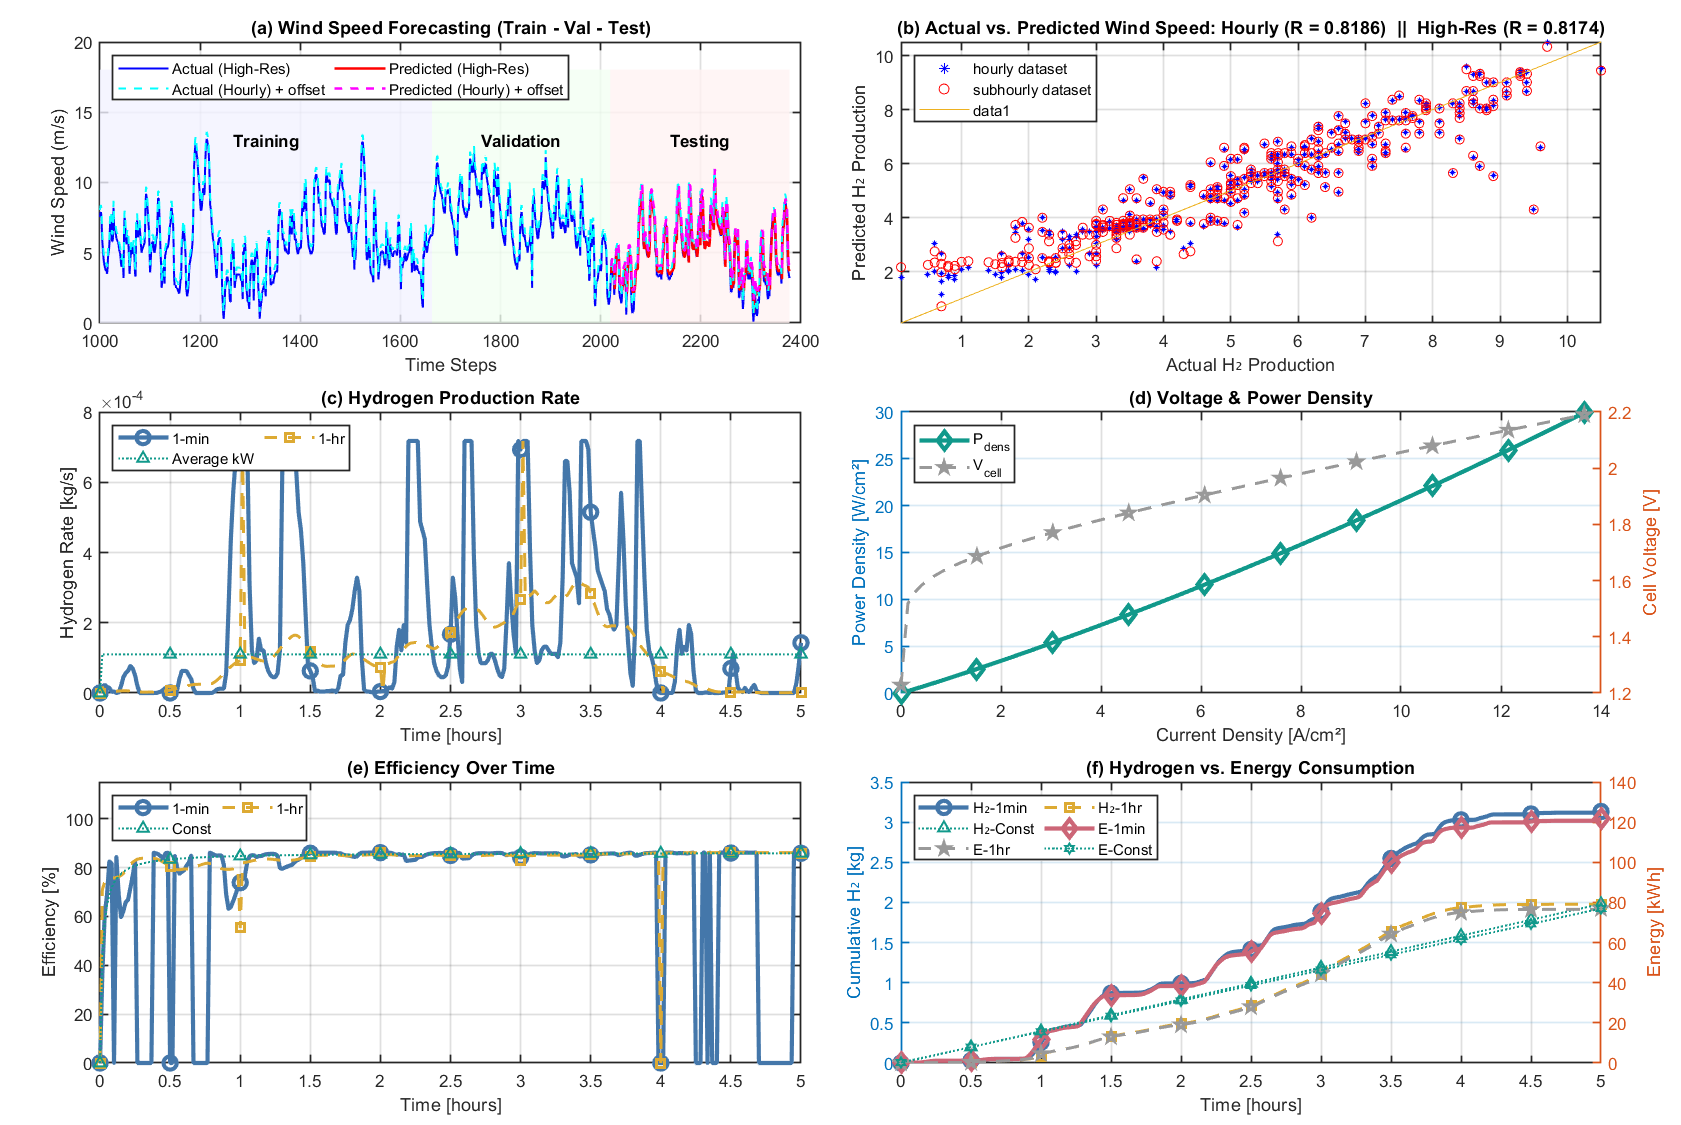 (a) Wind Speed Forecasting (Train - Val - Test)
Actual (High-Res)
Predicted (High-Res)
Actual (Hourly) + offset
Predicted (Hourly) + offset
Training
Validation
Testing
Wind Speed (m/s)
0
5
10
15
20
1000
1200
1400
1600
1800
2000
2200
2400
Time Steps
(b) Actual vs. Predicted Wind Speed: Hourly (R = 0.8186) || High-Res (R = 0.8174)
hourly dataset
subhourly dataset
data1
Predicted H₂ Production
2
4
6
8
10
1
2
3
4
5
6
7
8
9
10
Actual H₂ Production
(c) Hydrogen Production Rate
×10⁻⁴
1-min
1-hr
Average kW
Hydrogen Rate [kg/s]
0
2
4
6
8
0
0.5
1
1.5
2
2.5
3
3.5
4
4.5
5
Time [hours]
(d) Voltage & Power Density
P_dens
V_cell
Power Density [W/cm²]
0
5
10
15
20
25
30
Cell Voltage [V]
1.2
1.4
1.6
1.8
2
2.2
0
2
4
6
8
10
12
14
Current Density [A/cm²]
(e) Efficiency Over Time
1-min
1-hr
Const
Efficiency [%]
0
20
40
60
80
100
0
0.5
1
1.5
2
2.5
3
3.5
4
4.5
5
Time [hours]
(f) Hydrogen vs. Energy Consumption
H₂-1min
H₂-1hr
H₂-Const
E-1min
E-1hr
E-Const
Cumulative H₂ [kg]
0
0.5
1
1.5
2
2.5
3
3.5
Energy [kWh]
0
20
40
60
80
100
120
140
0
0.5
1
1.5
2
2.5
3
3.5
4
4.5
5
Time [hours]